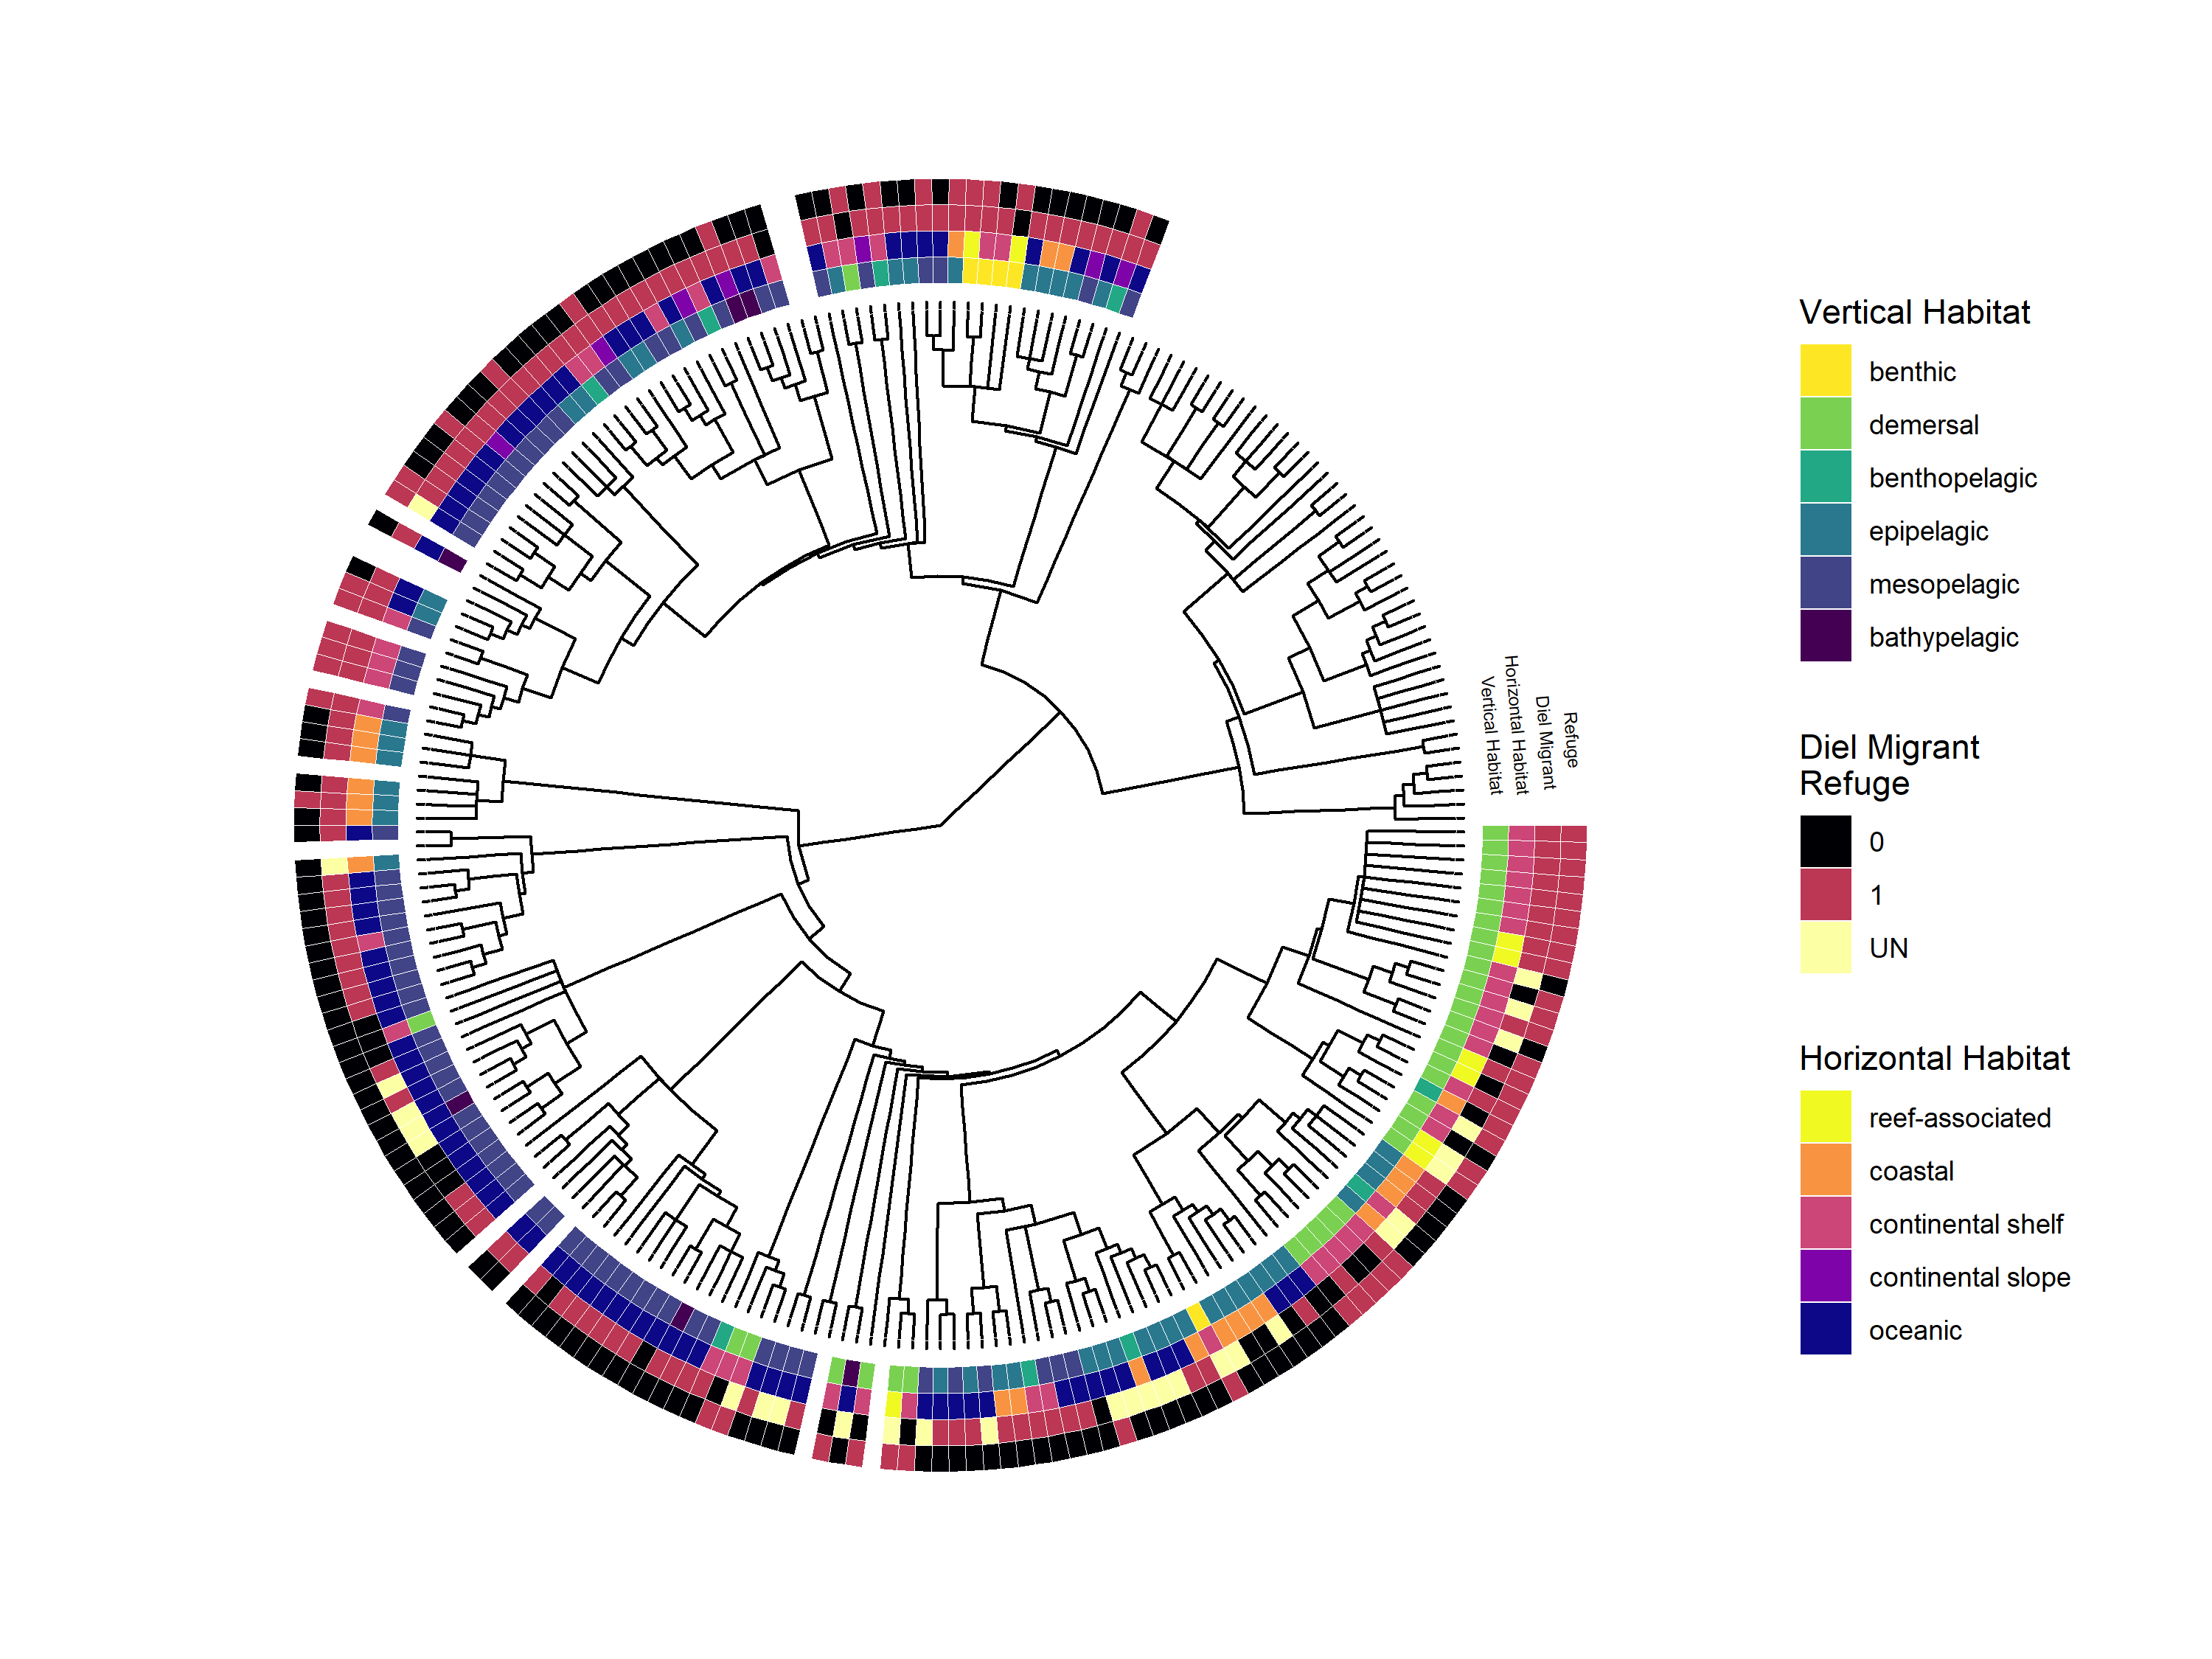 Vertical Habitat
Horizontal Habitat
Diel Migrant
Refuge
Vertical Habitat
benthic
demersal
benthopelagic
epipelagic
mesopelagic
bathypelagic
Diel Migrant
Refuge
0
1
UN
Horizontal Habitat
reef-associated
coastal
continental shelf
continental slope
oceanic